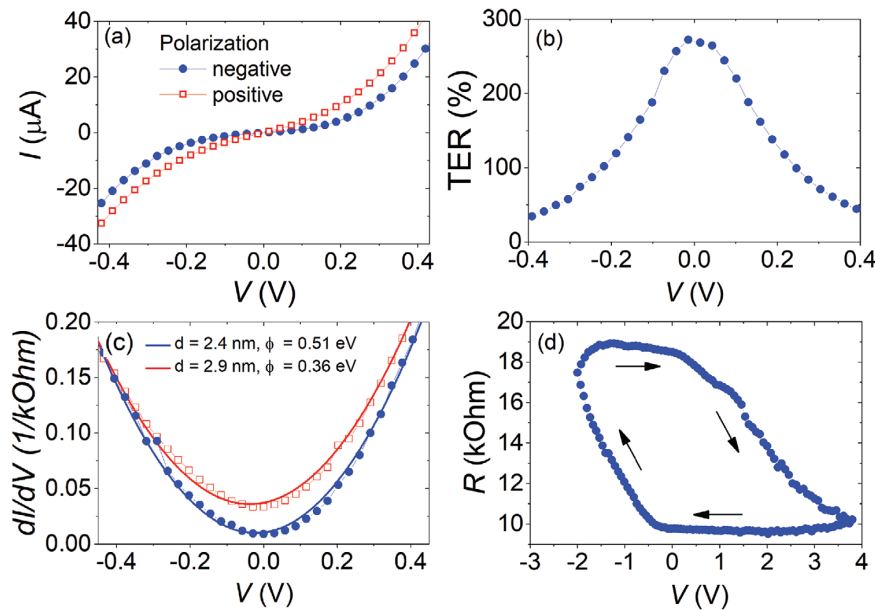 (a)
Polarization
negative
positive
40
20
0
-20
-40
I (μA)
-0.4 -0.2 0.0 0.2 0.4
V (V)
(b)
300
250
200
150
100
50
0
TER (%)
-0.4 -0.2 0.0 0.2 0.4
V (V)
(c)
d = 2.4 nm, ϕ = 0.51 eV
d = 2.9 nm, ϕ = 0.36 eV
0.20
0.15
0.10
0.05
0.00
dI/dV (1/kOhm)
-0.4 -0.2 0.0 0.2 0.4
V (V)
(d)
20
19
18
16
14
12
10
R (kOhm)
-3 -2 -1 0 1 2 3 4
V (V)